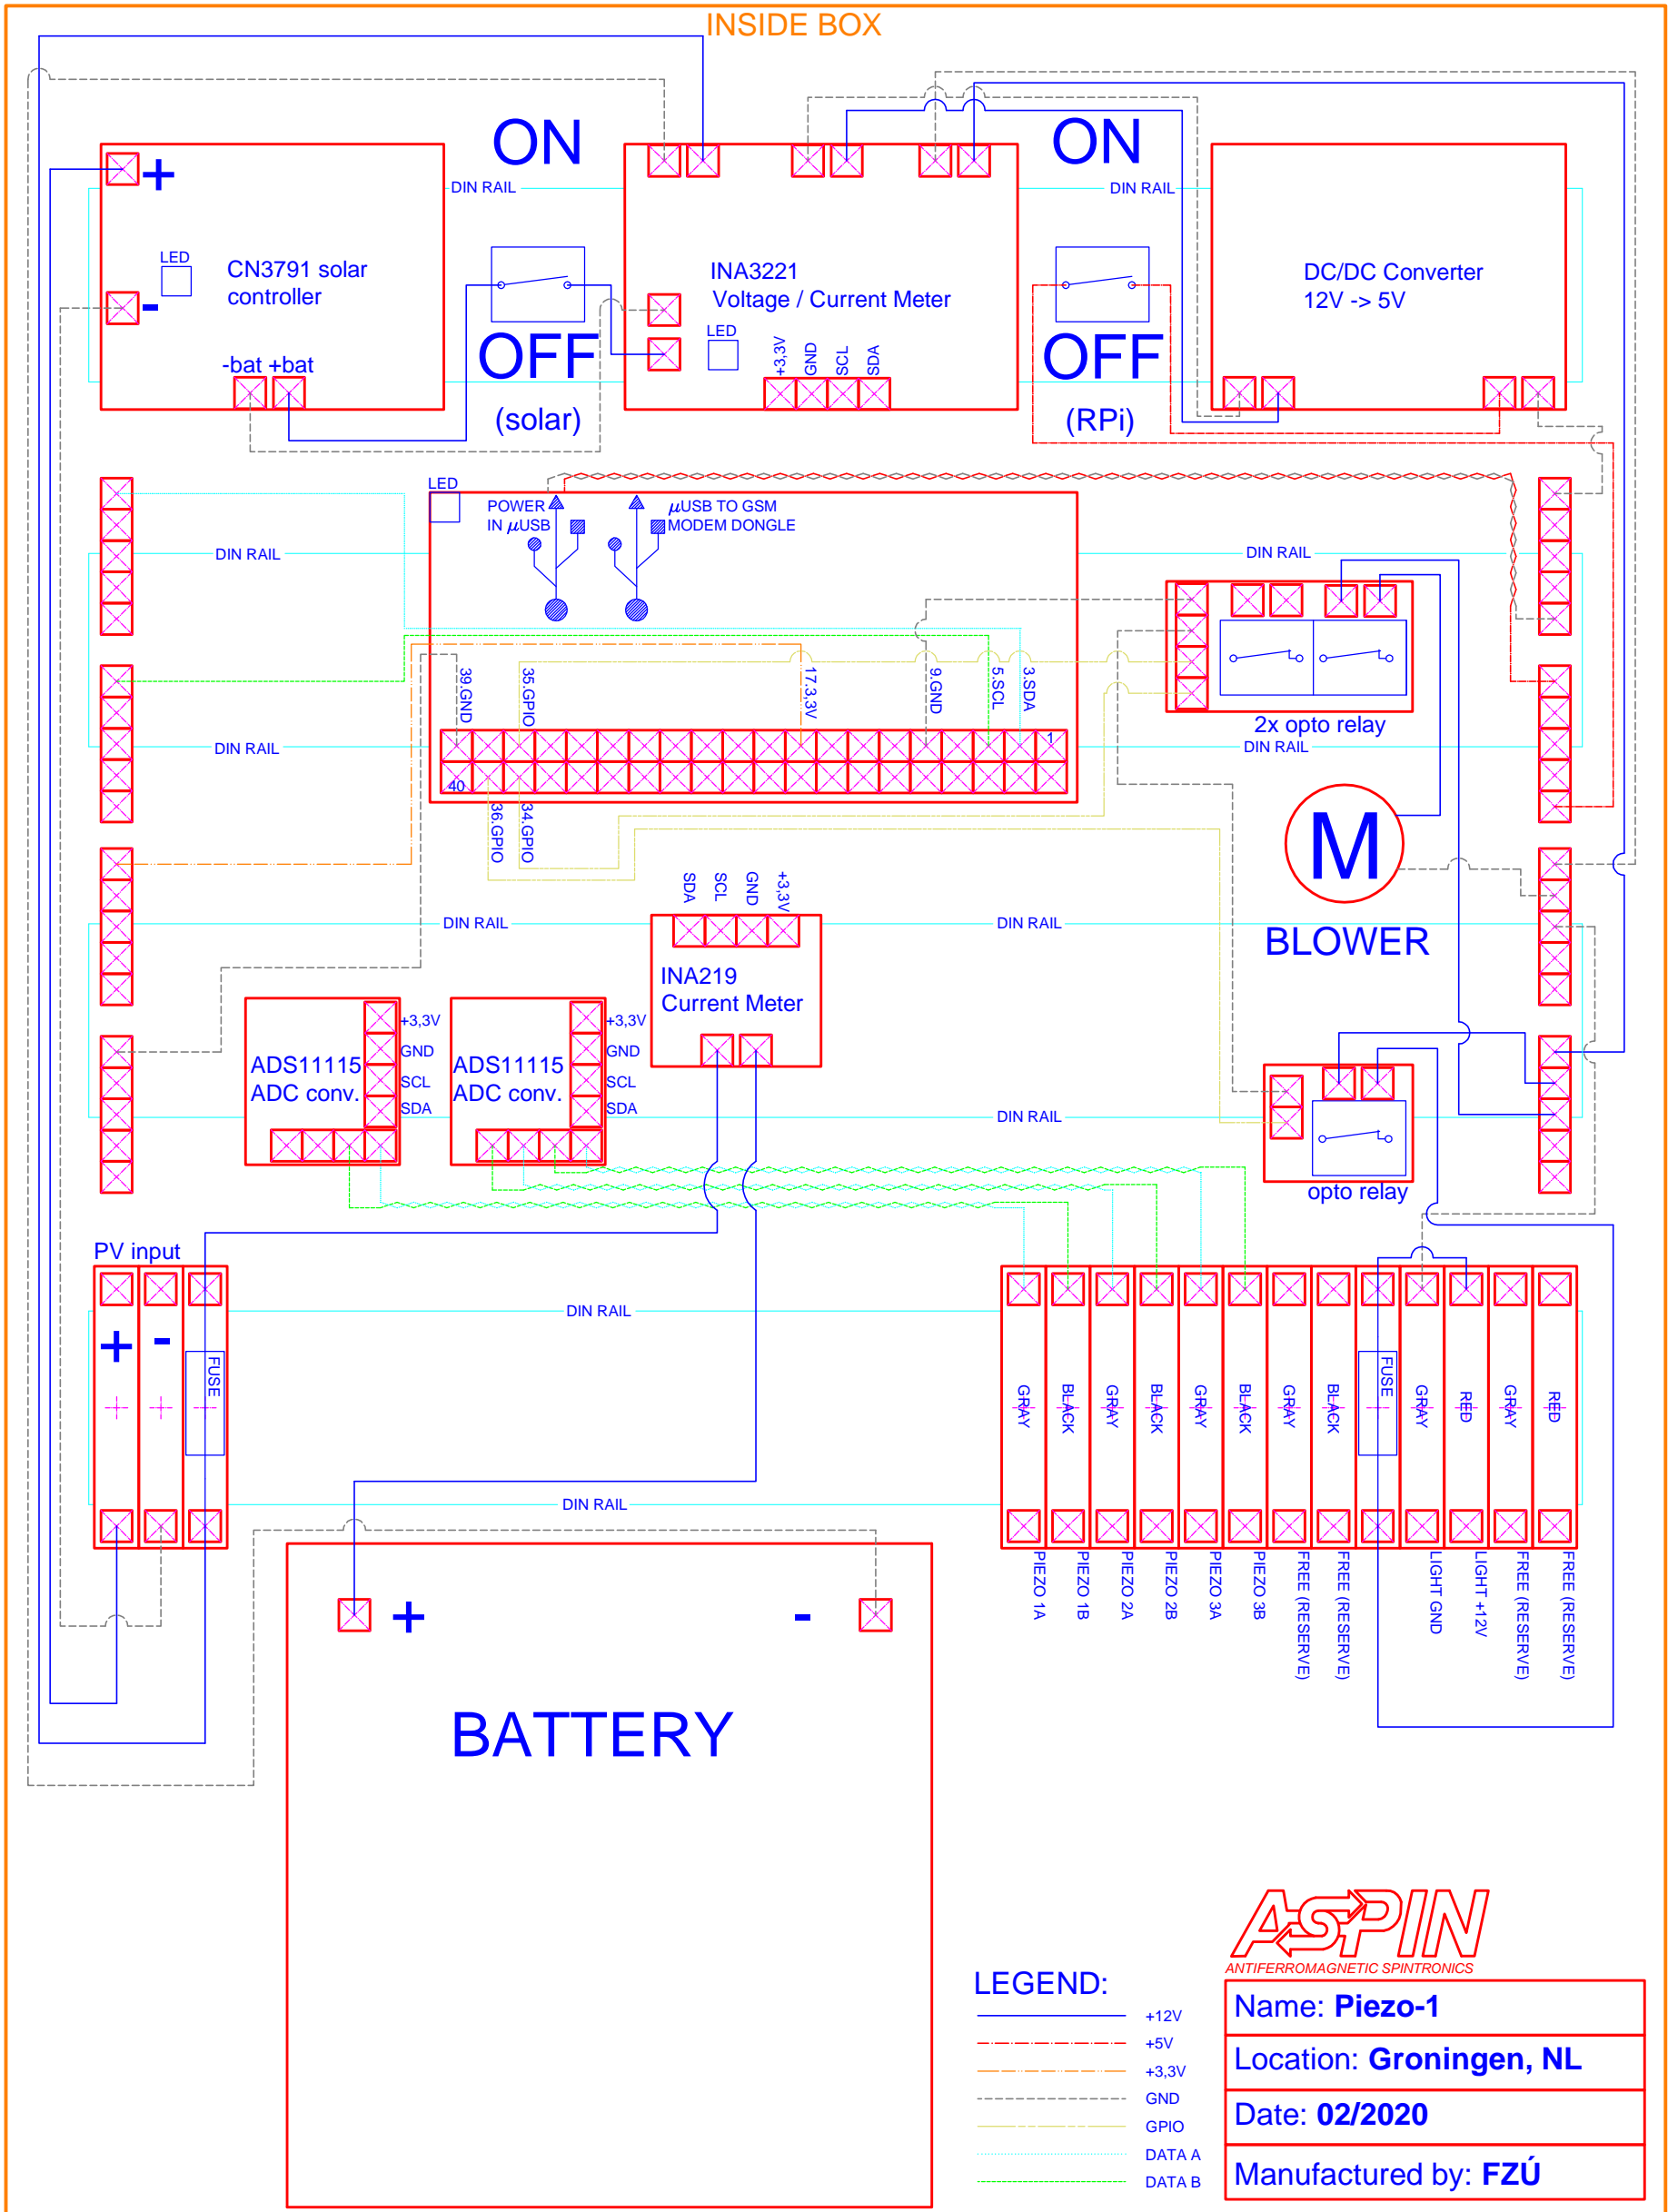 INSIDE BOX
ON
ON
+
DIN RAIL
DIN RAIL
LED
CN3791 solar
controller
-
INA3221
Voltage / Current Meter
LED
DC/DC Converter
12V -> 5V
OFF
OFF
+3,3V
GND
SCL
SDA
-bat +bat
(solar)
(RPi)
LED
POWER
IN μUSB
μUSB TO GSM
MODEM DONGLE
DIN RAIL
DIN RAIL
39.GND
35.GPIO
17.3,3V
9.GND
5.SCL
3.SDA
2x opto relay
DIN RAIL
DIN RAIL
1
40
36.GPIO
34.GPIO
M
BLOWER
SDA
SCL
GND
+3,3V
DIN RAIL
DIN RAIL
INA219
Current Meter
ADS11115
ADC conv.
+3,3V
GND
SCL
SDA
ADS11115
ADC conv.
+3,3V
GND
SCL
SDA
DIN RAIL
opto relay
PV input
DIN RAIL
+
-
FUSE
GRAY
BLACK
GRAY
BLACK
GRAY
BLACK
GRAY
BLACK
FUSE
GRAY
RED
GRAY
RED
DIN RAIL
PIEZO 1A
PIEZO 1B
PIEZO 2A
PIEZO 2B
PIEZO 3A
PIEZO 3B
FREE (RESERVE)
FREE (RESERVE)
LIGHT GND
LIGHT +12V
FREE (RESERVE)
FREE (RESERVE)
+
-
BATTERY
ASPIN
ANTIFERROMAGNETIC SPINTRONICS
LEGEND:
+12V
+5V
+3,3V
GND
GPIO
DATA A
DATA B
Name: Piezo-1
Location: Groningen, NL
Date: 02/2020
Manufactured by: FZÚ